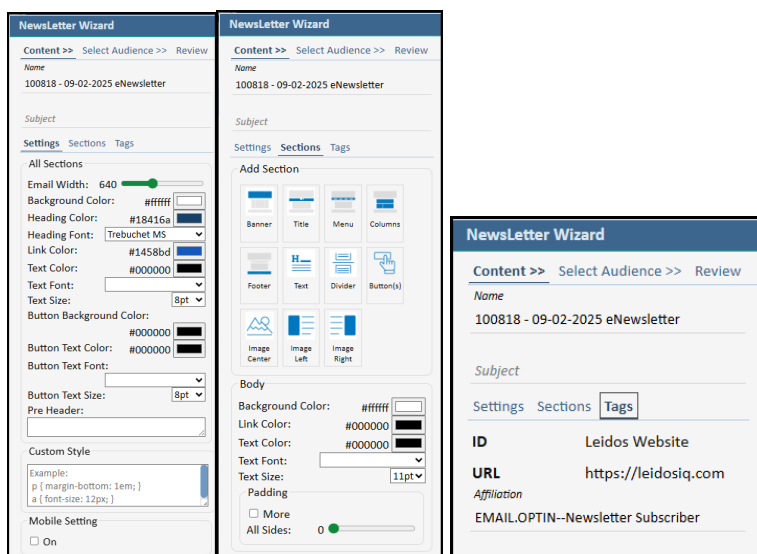 NewsLetter Wizard
Content >> Select Audience >> Review
Name
100818 - 09-02-2025 eNewsletter
Subject
Settings Sections Tags
All Sections
Email Width: 640
Background Color: #ffffff
Heading Color: #18416a
Heading Font: Trebuchet MS
Link Color: #1458bd
Text Color: #000000
Text Font:
Text Size: 8pt
Button Background Color:
#000000
Button Text Color: #000000
Button Text Font:
Button Text Size: 8pt
Pre Header:
Custom Style
Example:
p { margin-bottom: 1em; }
a { font-size: 12px; }
Mobile Setting
On
NewsLetter Wizard
Content >> Select Audience >> Review
Name
100818 - 09-02-2025 eNewsletter
Subject
Settings Sections Tags
Add Section
Banner Title Menu Columns
H
Footer Text Divider Button(s)
Image Center Image Left Image Right
Body
Background Color: #ffffff
Link Color: #000000
Text Color: #000000
Text Font:
Text Size: 11pt
Padding
More
All Sides: 0
NewsLetter Wizard
Content >> Select Audience >> Review
Name
100818 - 09-02-2025 eNewsletter
Subject
Settings Sections Tags
ID Leidos Website
URL https://leidosiq.com
Affiliation
EMAIL.OPTIN--Newsletter Subscriber